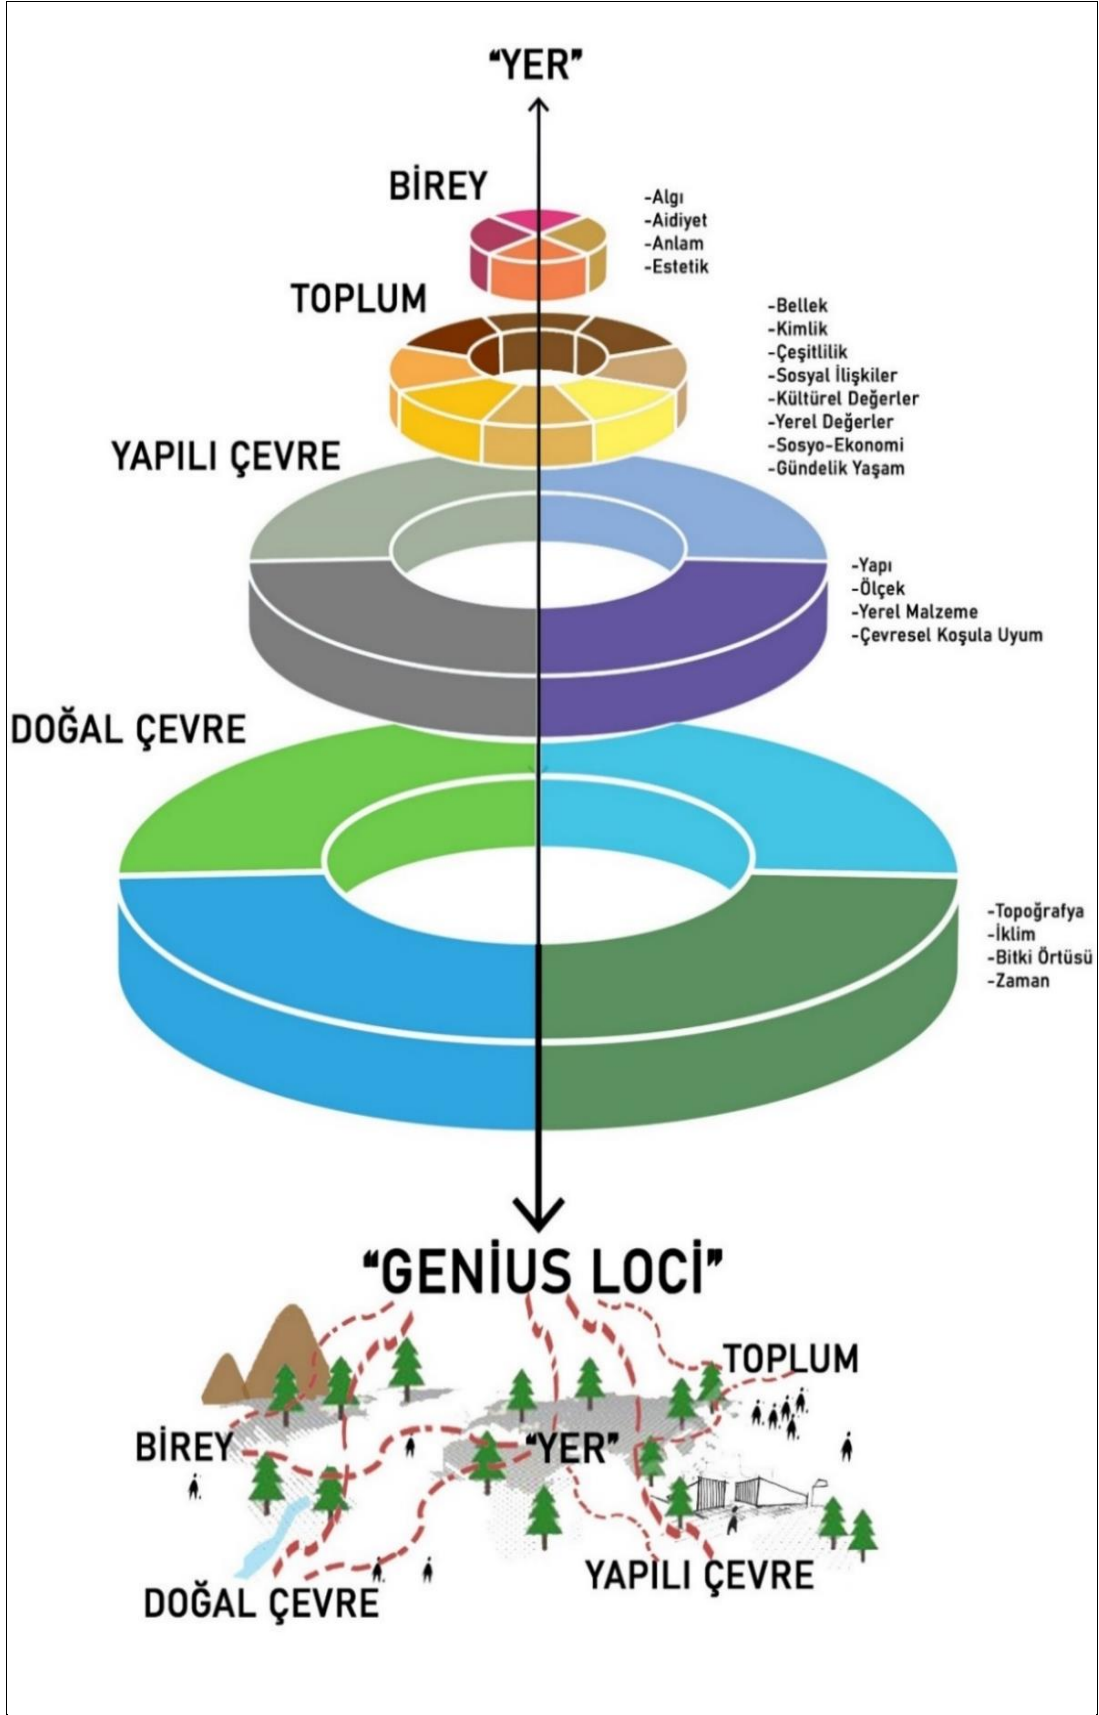 “YER”
BİREY
-Algı
-Aidiyet
-Anlam
-Estetik
TOPLUM
-Bellek
-Kimlik
-Çeşitlilik
-Sosyal İlişkiler
-Kültürel Değerler
-Yerel Değerler
-Sosyo-Ekonomi
-Gündelik Yaşam
YAPILI ÇEVRE
-Yapı
-Ölçek
-Yerel Malzeme
-Çevresel Koşula Uyum
DOĞAL ÇEVRE
-Topoğrafya
-İklim
-Bitki Örtüsü
-Zaman
“GENİUS LOCİ”
TOPLUM
BİREY
“YER”
YAPILI ÇEVRE
DOĞAL ÇEVRE